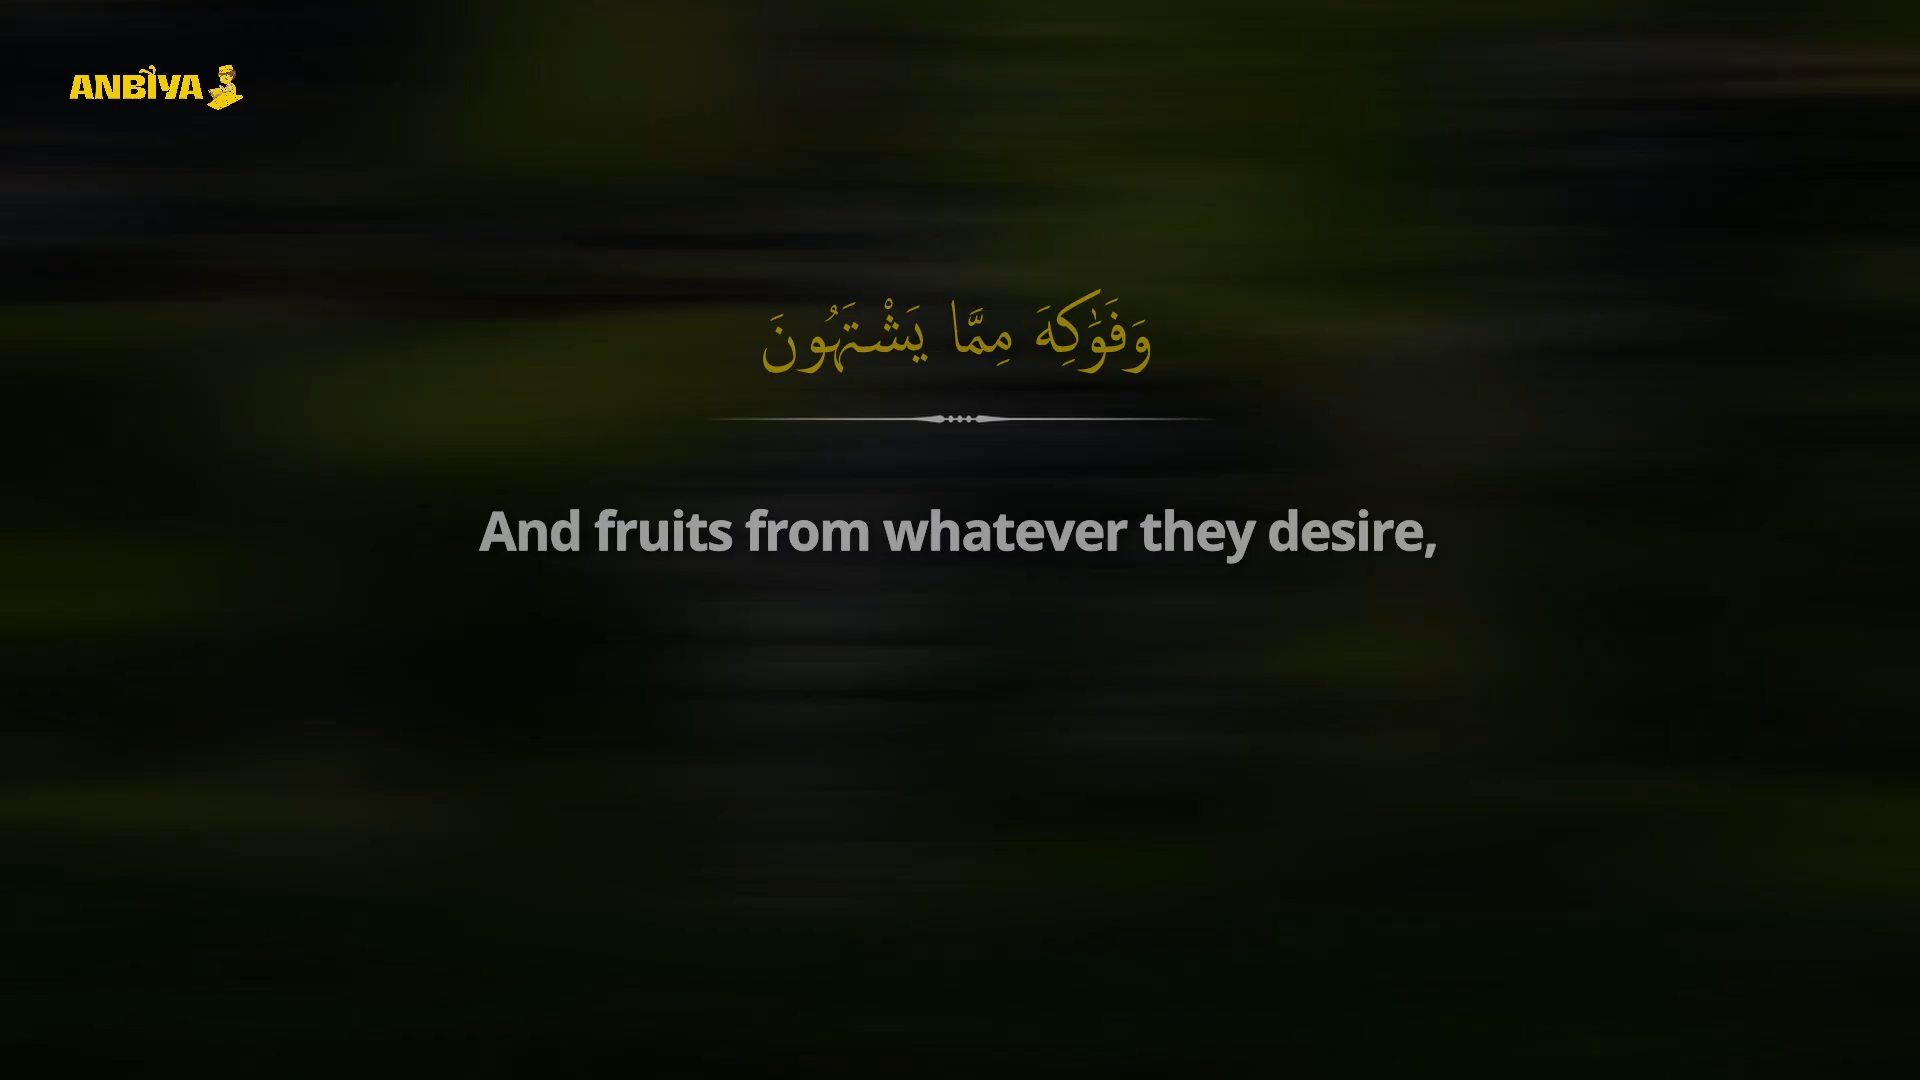 ANBIYA
وَفَوَٰكِهَ مِمَّا يَشْتَهُونَ
And fruits from whatever they desire,